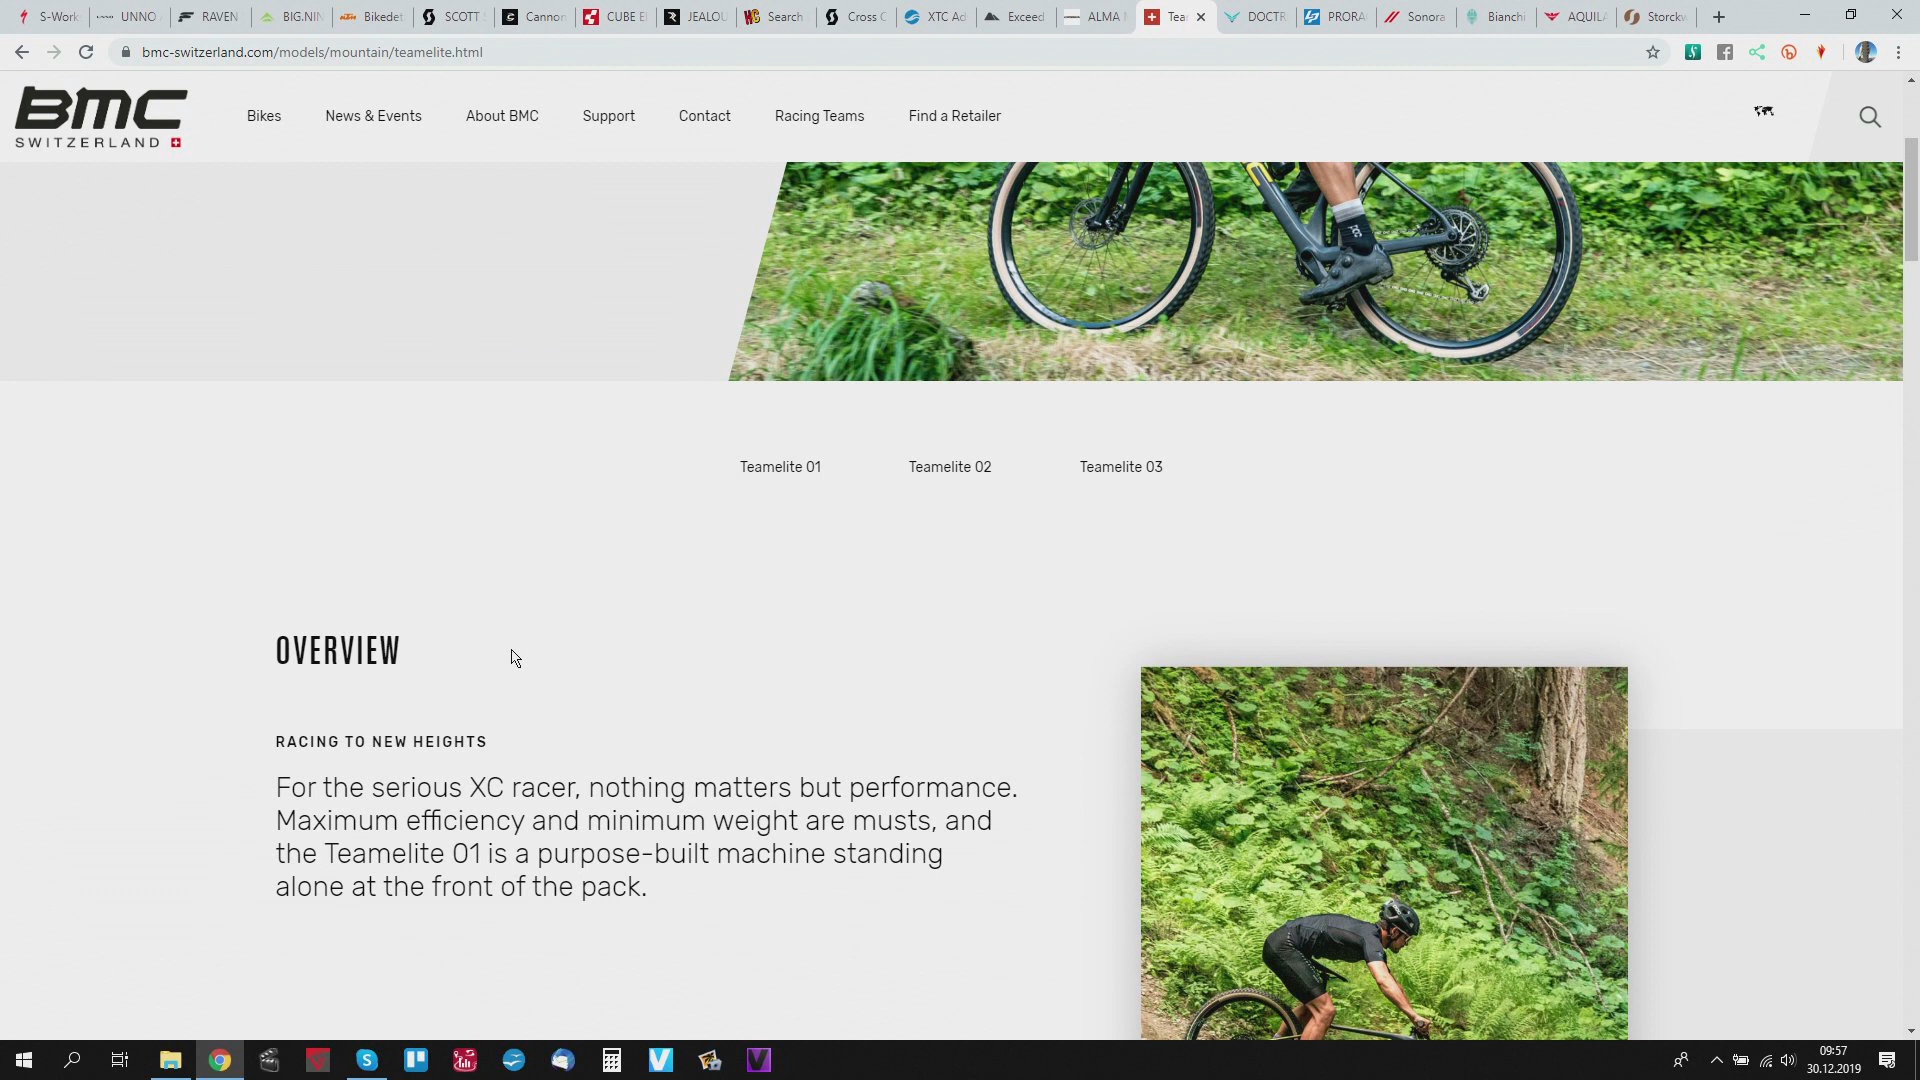 S-Work
UNNO
RAVEN
BIG.NIN
Bikedet
SCOTT
Cannon
CUBE El
JEALOU
Search
Cross C
XTC Ad
Exceed
ALMA
Tea
DOCTR
PRORA
Sonora
Bianchi
AQUILA
Storckw
bmc-switzerland.com/models/mountain/teamelite.html
BMC
SWITZERLAND
Bikes
News & Events
About BMC
Support
Contact
Racing Teams
Find a Retailer
Teamelite 01
Teamelite 02
Teamelite 03
OVERVIEW
RACING TO NEW HEIGHTS
For the serious XC racer, nothing matters but performance.
Maximum efficiency and minimum weight are musts, and
the Teamelite 01 is a purpose-built machine standing
alone at the front of the pack.
09:57
30.12.2019